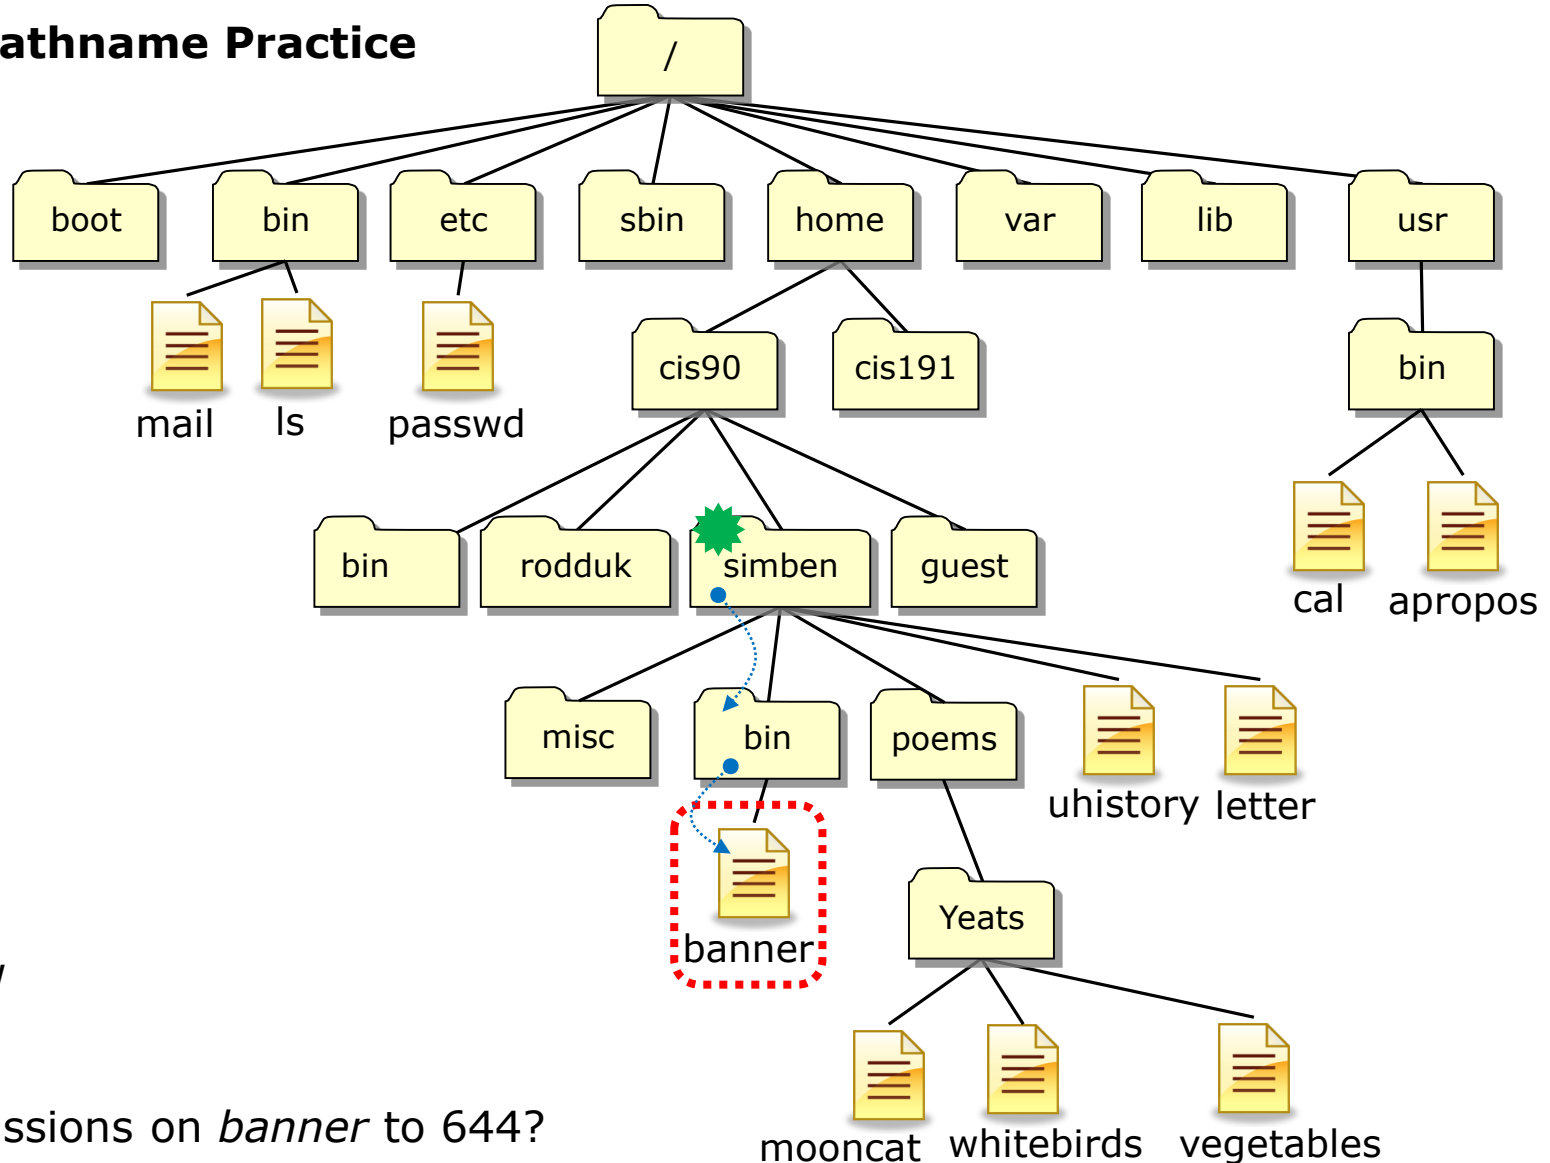 athname Practice
/
boot bin etc sbin home var lib usr
mail ls passwd
cis90 cis191 bin
bin rodduk simben guest
cal apropos
misc bin poems
uhistory letter
banner
Yeats
ssions on banner to 644?
mooncat whitebirds vegetables